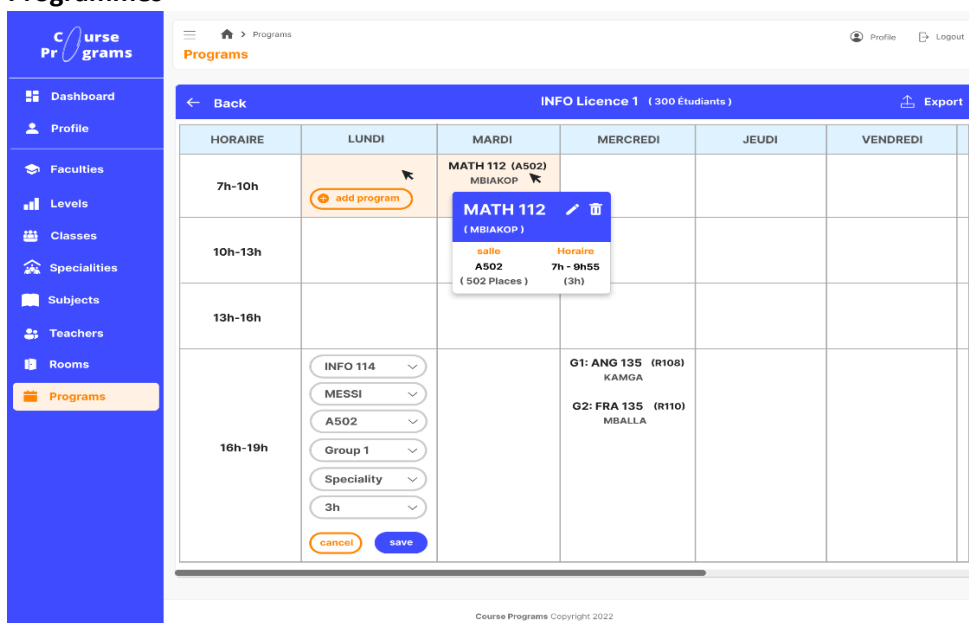 Programmes
Course
Programs
Programs
Profile
Logout
Programs
Dashboard
Profile
Faculties
Levels
Classes
Specialities
Subjects
Teachers
Rooms
Programs
Back
INFO Licence 1 (300 Étudiants)
Export
HORAIRE LUNDI MARDI MERCREDI JEUDI VENDREDI
7h-10h
add program
MATH 112 (A502)
MBIAKOP
MATH 112
(MBIAKOP)
salle Horaire
A502 7h - 9h55
(502 Places) (3h)
10h-13h
13h-16h
16h-19h
INFO 114
MESSI
A502
Group 1
Speciality
3h
cancel save
G1: ANG 135 (R108)
KAMGA
G2: FRA 135 (R110)
MBALLA
Course Programs Copyright 2022